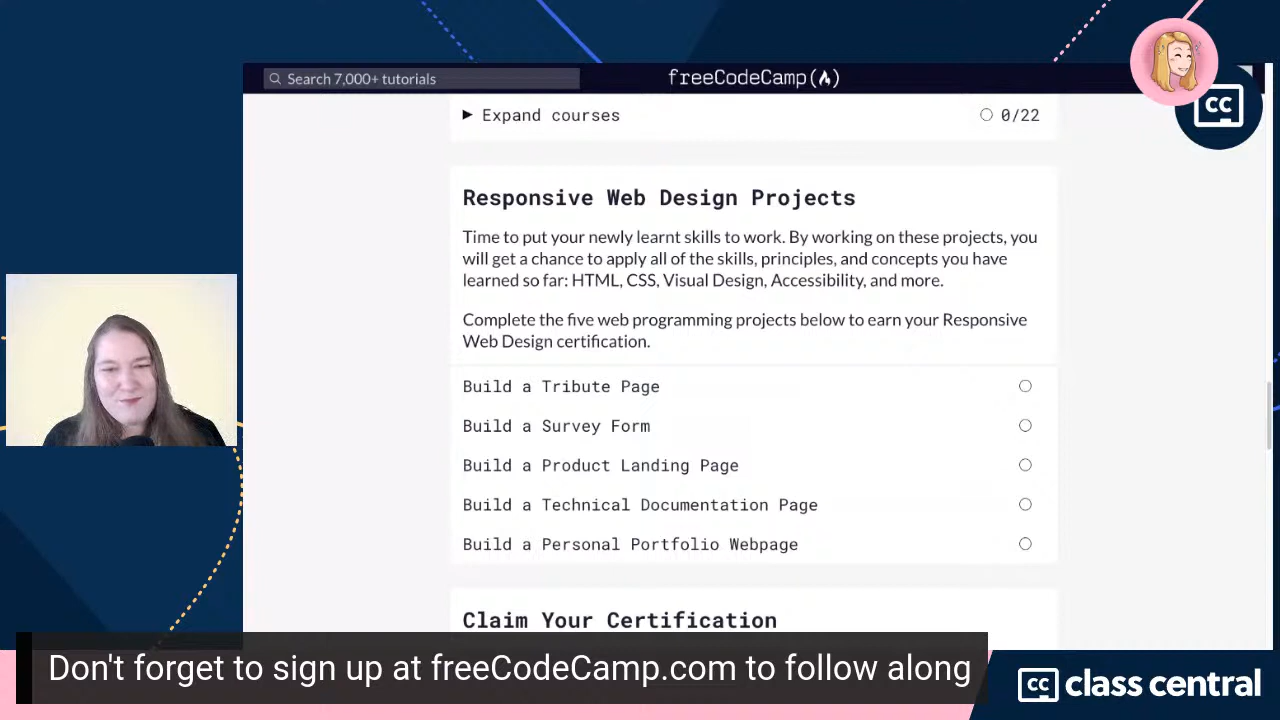 Search 7,000+ tutorials
freeCodeCamp
Expand courses
0/22
Responsive Web Design Projects
Time to put your newly learnt skills to work. By working on these projects, you
will get a chance to apply all of the skills, principles, and concepts you have
learned so far: HTML, CSS, Visual Design, Accessibility, and more.
Complete the five web programming projects below to earn your Responsive
Web Design certification.
Build a Tribute Page
Build a Survey Form
Build a Product Landing Page
Build a Technical Documentation Page
Build a Personal Portfolio Webpage
Claim Your Certification
Don't forget to sign up at freeCodeCamp.com to follow along
cc
cc class central